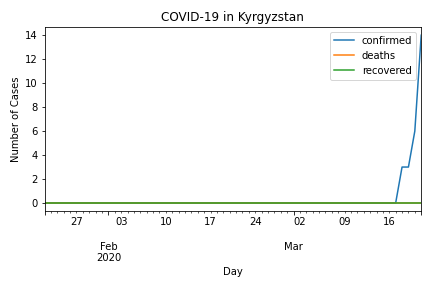 COVID-19 in Kyrgyzstan
confirmed
deaths
recovered
Number of Cases
14
12
10
8
6
4
2
0
27 03 10 17 24 02 09 16
Feb Mar
2020
Day